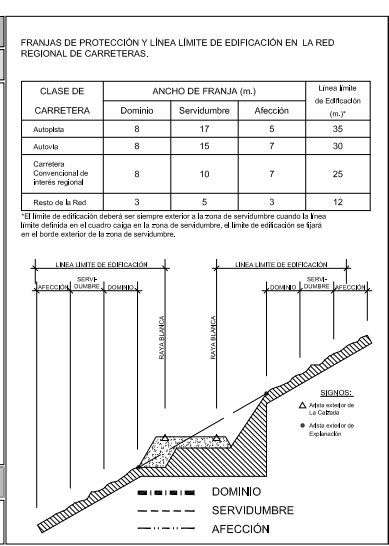 FRANJAS DE PROTECCIÓN Y LÍNEA LÍMITE DE EDIFICACIÓN EN LA RED
REGIONAL DE CARRETERAS.
CLASE DE CARRETERA ANCHO DE FRANJA (m.) Línea límite de Edificación (m.)*
Dominio Servidumbre Afección
Autopista 8 17 5 35
Autovía 8 15 7 30
Carretera Convencional de interés regional 8 10 7 25
Resto de la Red 3 5 3 12
*El límite de edificación deberá ser siempre exterior a la zona de servidumbre cuando la línea
límite definida en el cuadro caiga en la zona de servidumbre, el límite de edificación se fijará
en el borde exterior de la zona de servidumbre.
LINEA LIMITE DE EDIFICACIÓN LINEA LIMITE DE EDIFICACIÓN
AFECCIÓN SERVI-DUMBRE DOMINIO DOMINIO SERVI-DUMBRE AFECCIÓN
RAYA BLANCA RAYA BLANCA
SIGNOS:
Arista exterior de
La Calzada
Arista exterior de
Explanación
DOMINIO
SERVIDUMBRE
AFECCIÓN